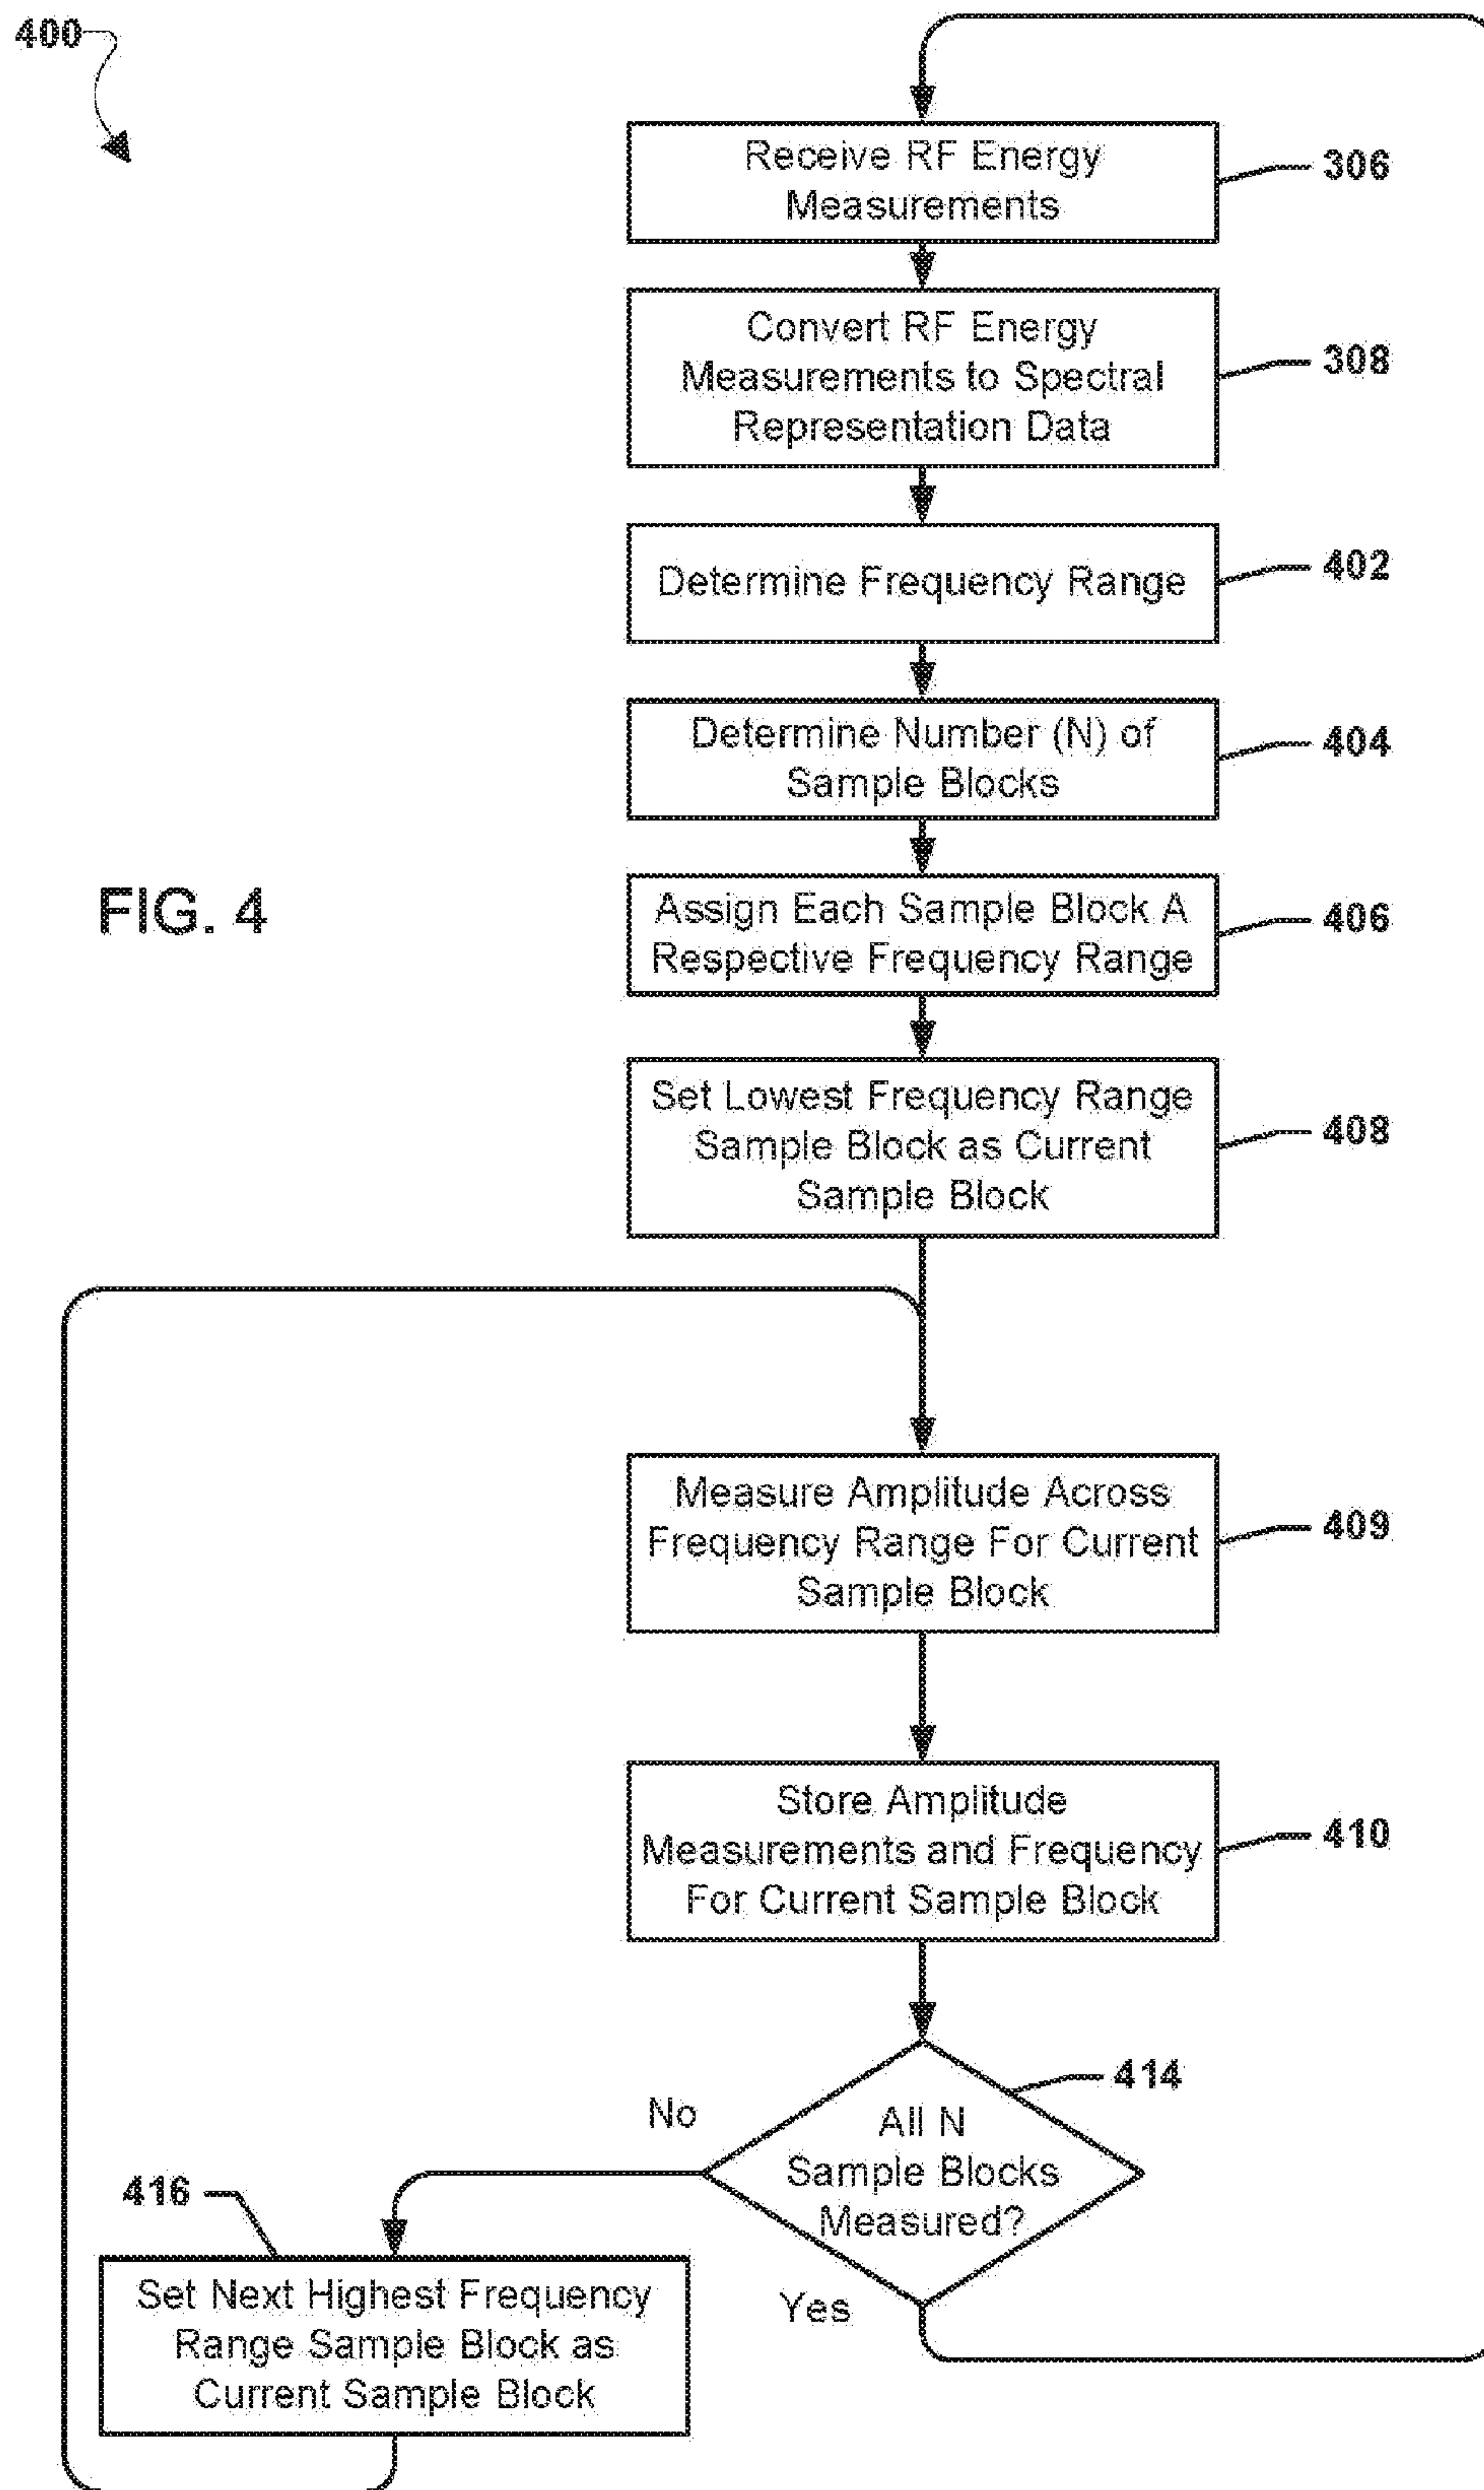 400
Receive RF Energy
Measurements
306
Convert RF Energy
Measurements to Spectral
Representation Data
308
Determine Frequency Range
402
Determine Number (N) of
Sample Blocks
404
FIG. 4
Assign Each Sample Block A
Respective Frequency Range
406
Set Lowest Frequency Range
Sample Block as Current
Sample Block
408
Measure Amplitude Across
Frequency Range For Current
Sample Block
409
Store Amplitude
Measurements and Frequency
For Current Sample Block
410
414
No
All N
Sample Blocks
Measured?
Yes
416
Set Next Highest Frequency
Range Sample Block as
Current Sample Block